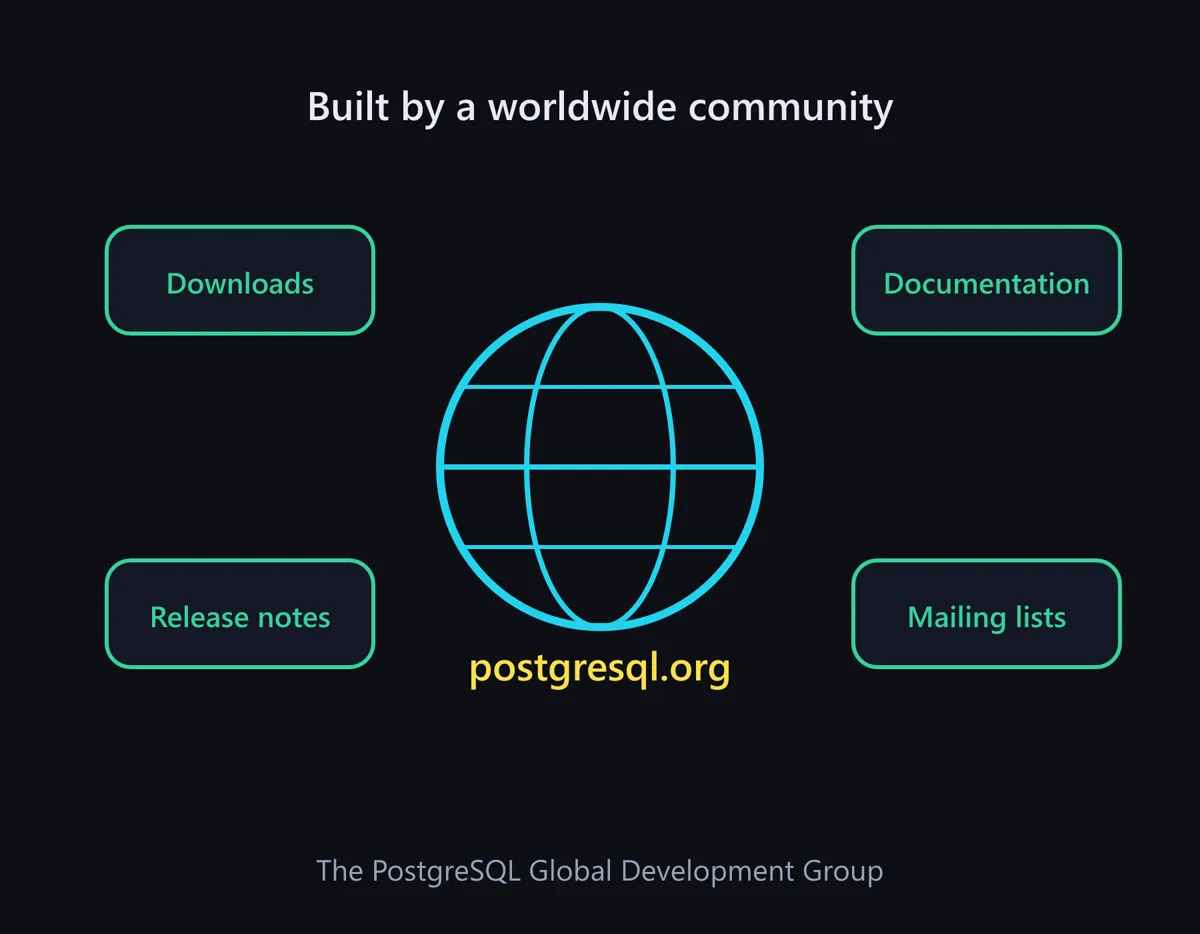 Built by a worldwide community
Downloads
Documentation
Release notes
Mailing lists
postgresql.org
The PostgreSQL Global Development Group